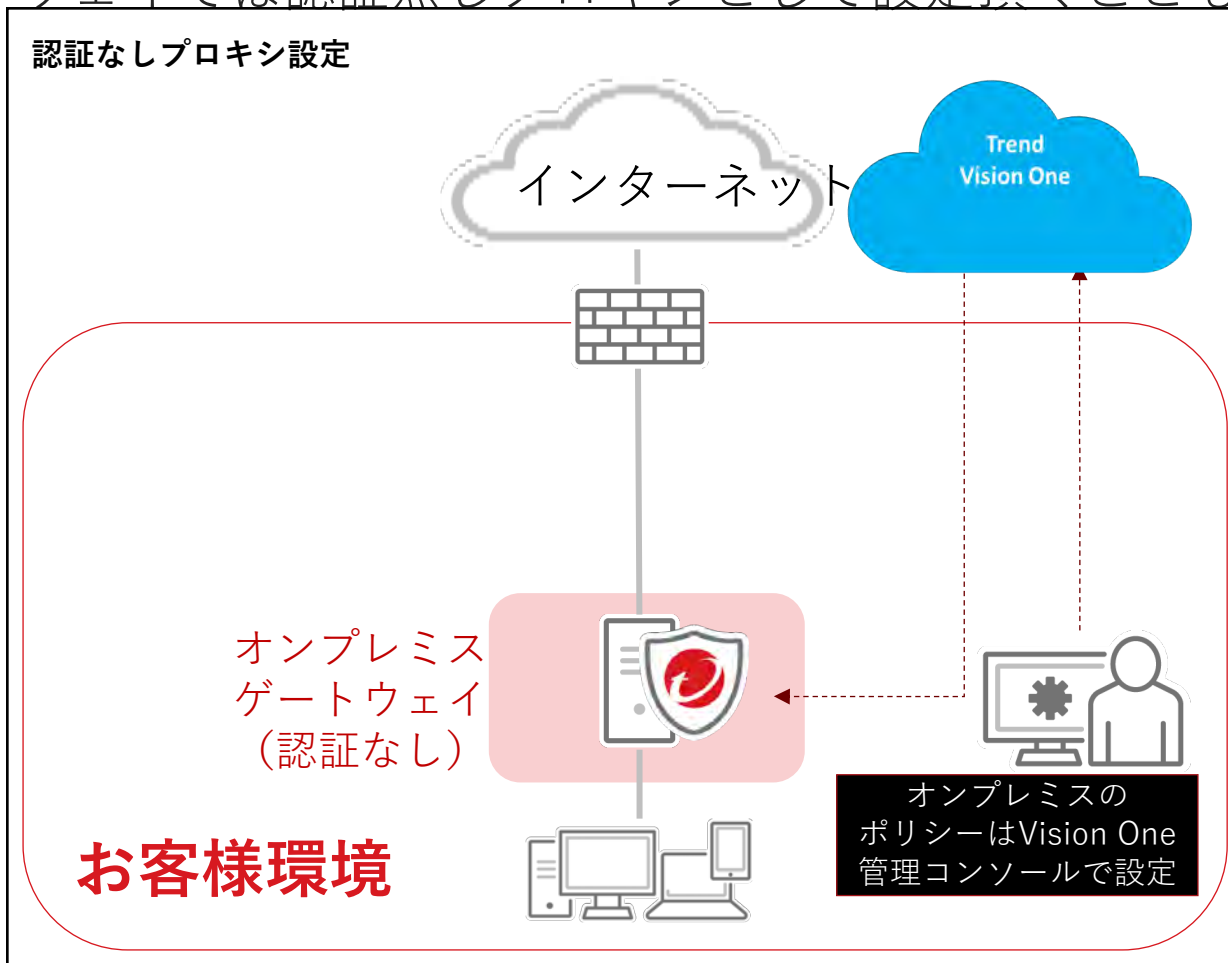 認証なしプロキシ設定
インターネット
Trend
Vision One
オンプレミス
ゲートウェイ
（認証なし）
オンプレミスの
ポリシーはVision One
管理コンソールで設定
お客様環境